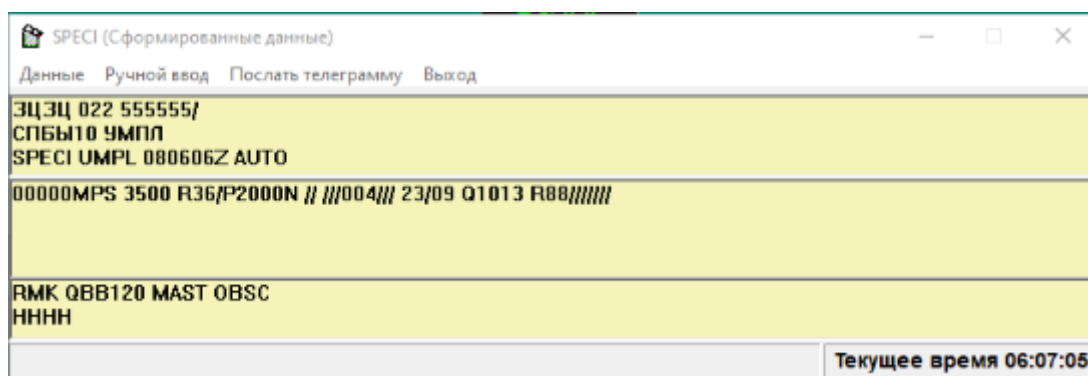 SPECI (Сформированные данные)
Данные Ручной ввод Послать телеграмму Выход
ЗЦЗЦ 022 555555/
СПБЫ10 УМПЛ
SPECI UMPL 080606Z AUTO
00000MPS 3500 R36/P2000N // ///004/// 23/09 Q1013 R88///////
RMK QBB120 MAST OBSC
НННН
Текущее время 06:07:05